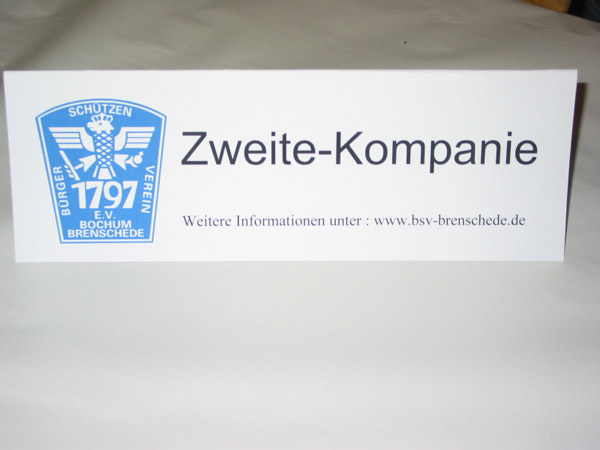 SCHÜTZEN
BÜRGER
VEREIN
1797
E.V.
BOCHUM
BRENSCHEDE
Zweite-Kompanie
Weitere Informationen unter : www.bsv-brenschede.de